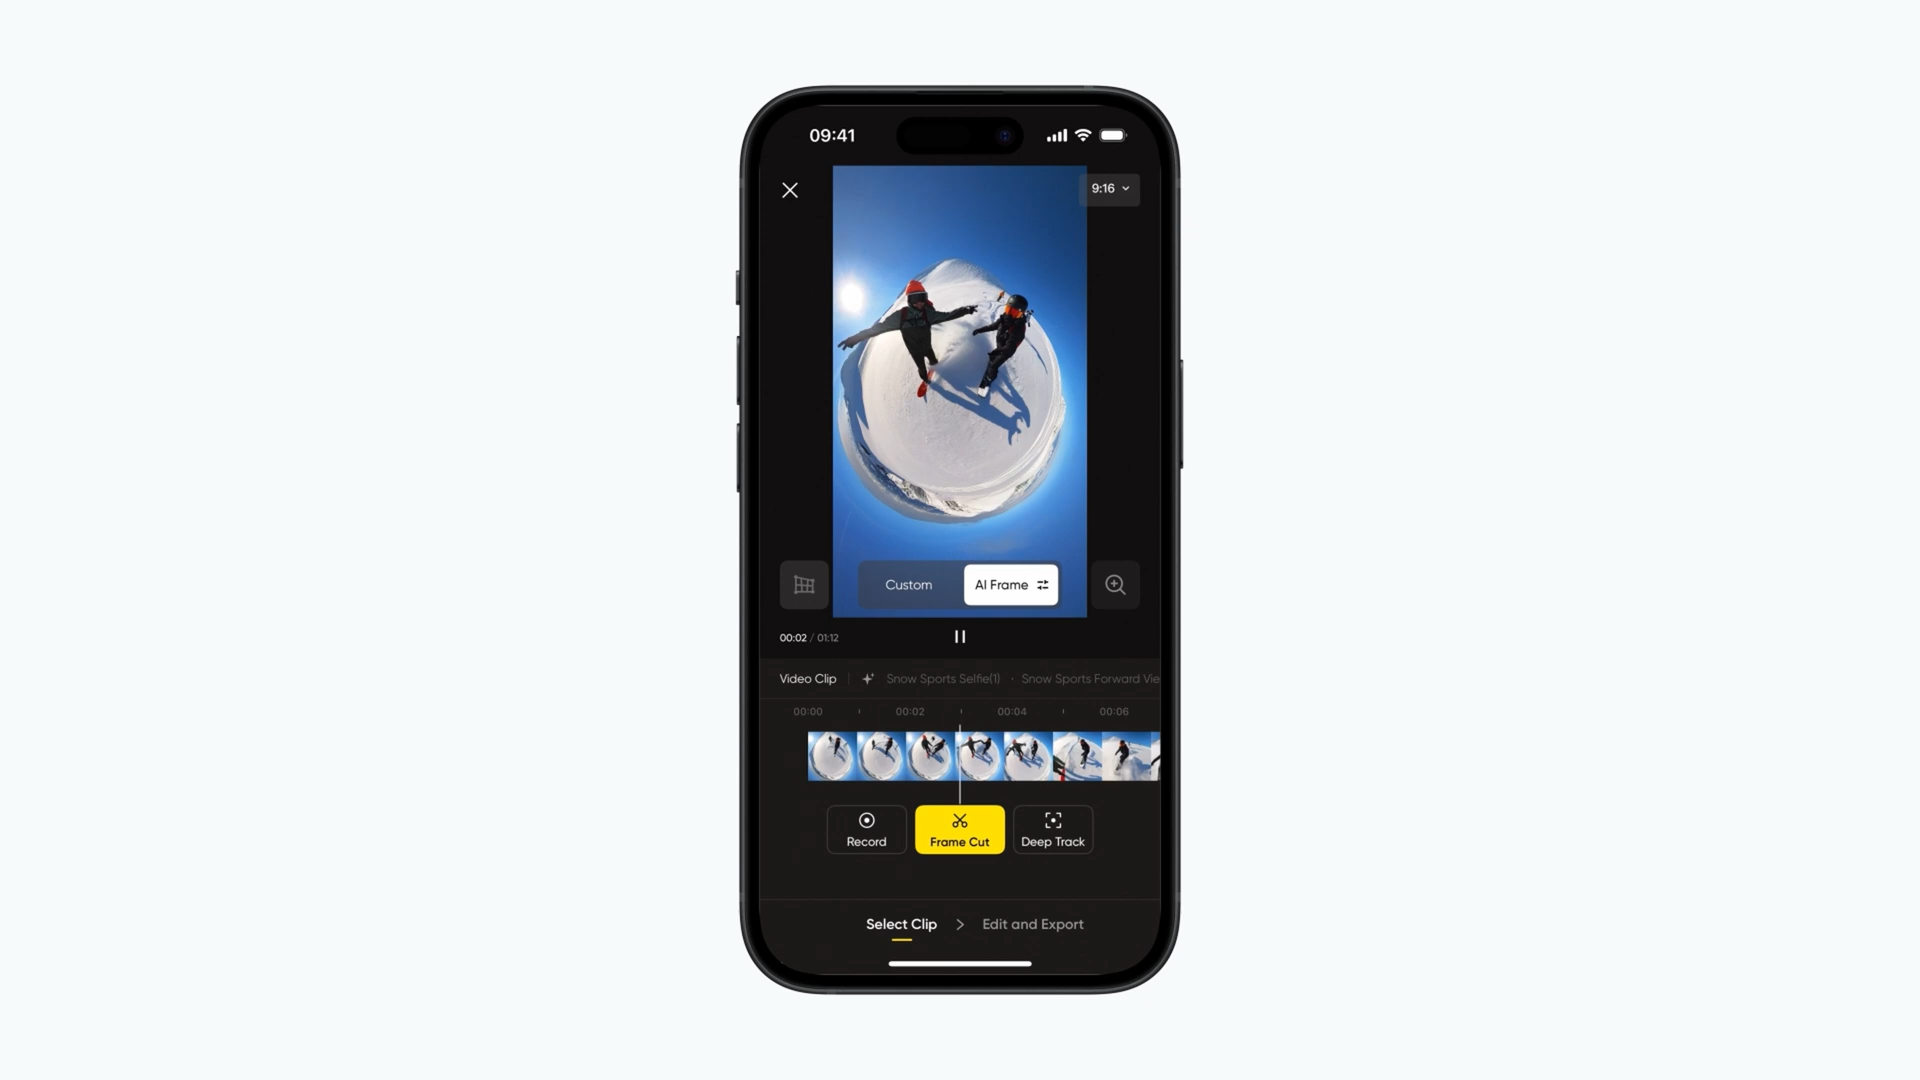 09:41
9:16
Custom
AI Frame
00:02 / 01:12
Video Clip
Snow Sports Selfie(1) · Snow Sports Forward Vie
00:00
00:02
00:04
00:06
Record
Frame Cut
Deep Track
Select Clip
Edit and Export